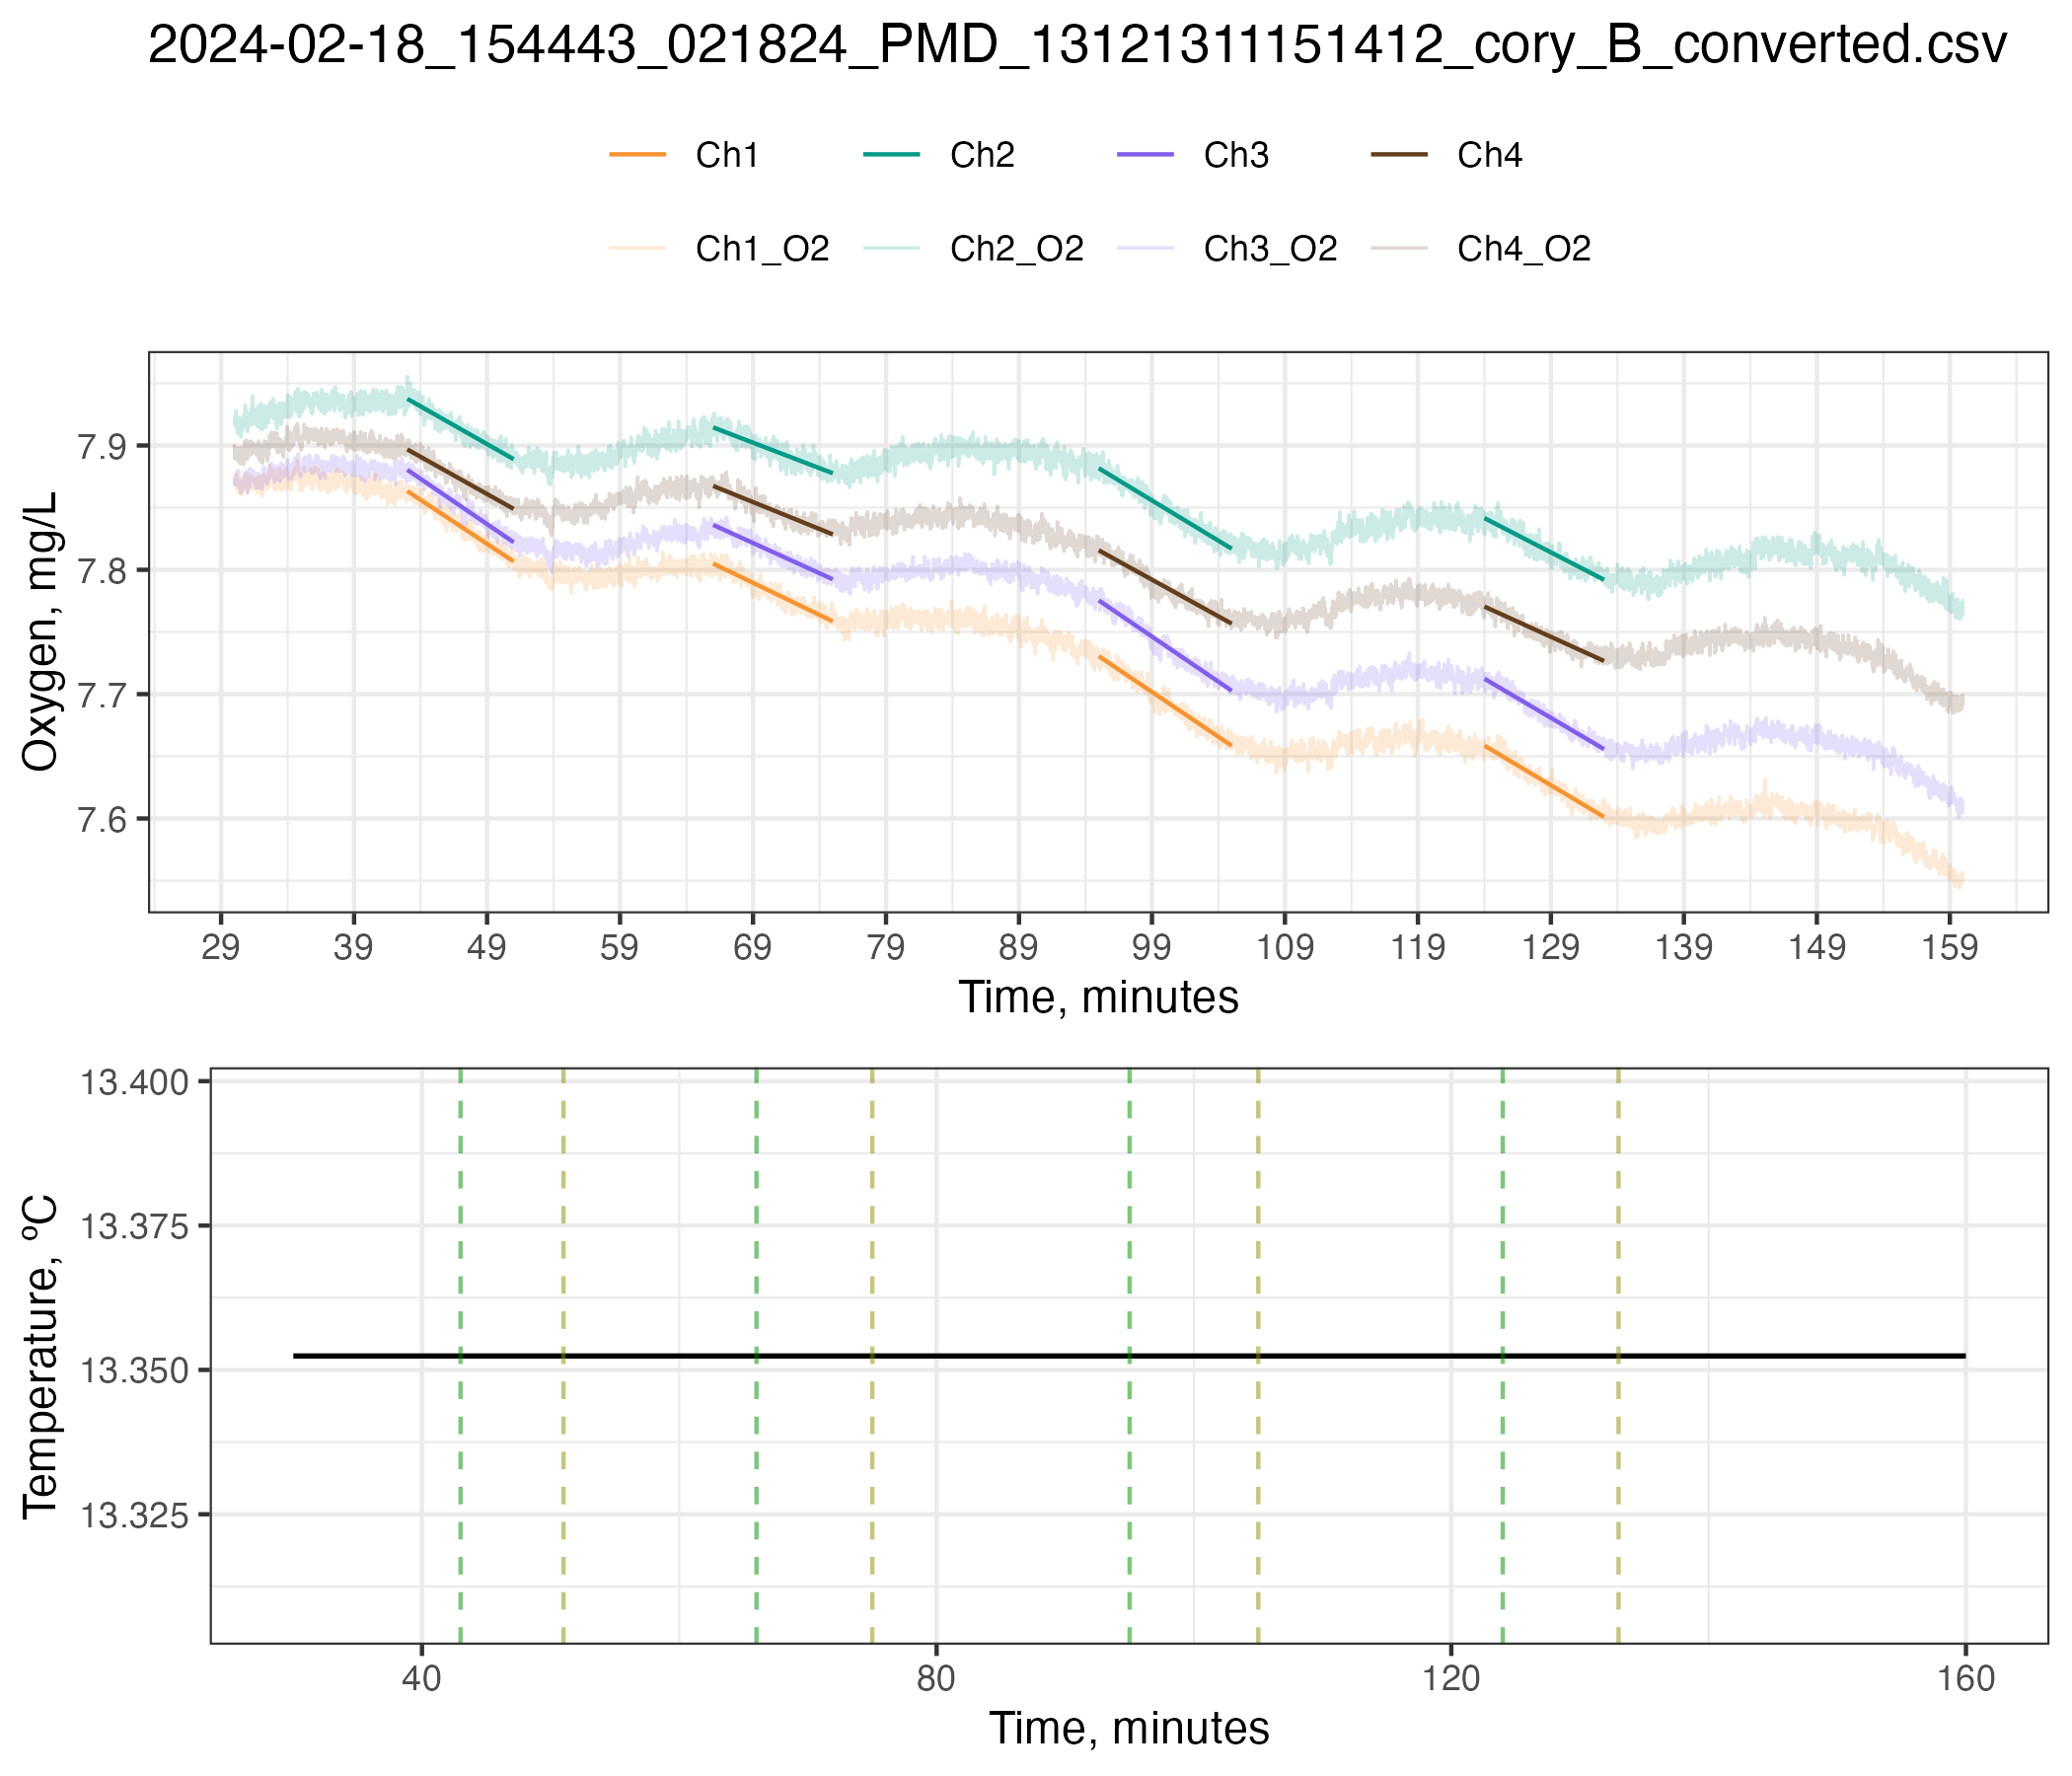 2024-02-18_154443_021824_PMD_13121311151412_cory_B_converted.csv
Ch1 Ch2 Ch3 Ch4
Ch1_O2 Ch2_O2 Ch3_O2 Ch4_O2
Oxygen, mg/L
7.9
7.8
7.7
7.6
29 39 49 59 69 79 89 99 109 119 129 139 149 159
Time, minutes
Temperature, ºC
13.400
13.375
13.350
13.325
40 80 120 160
Time, minutes